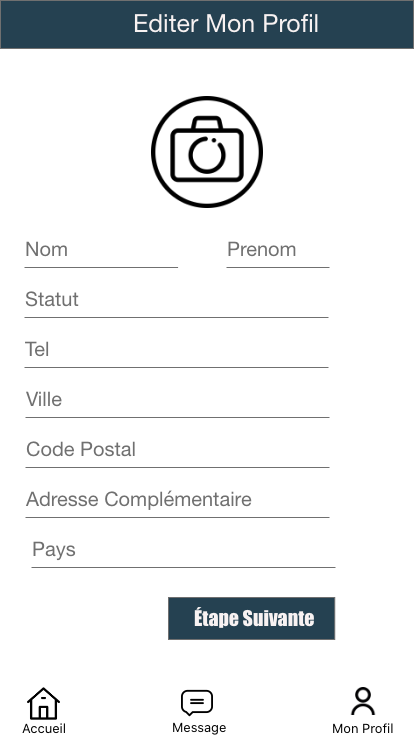 Editer Mon Profil
Nom Prenom
Statut
Tel
Ville
Code Postal
Adresse Complémentaire
Pays
Étape Suivante
Accueil Message Mon Profil